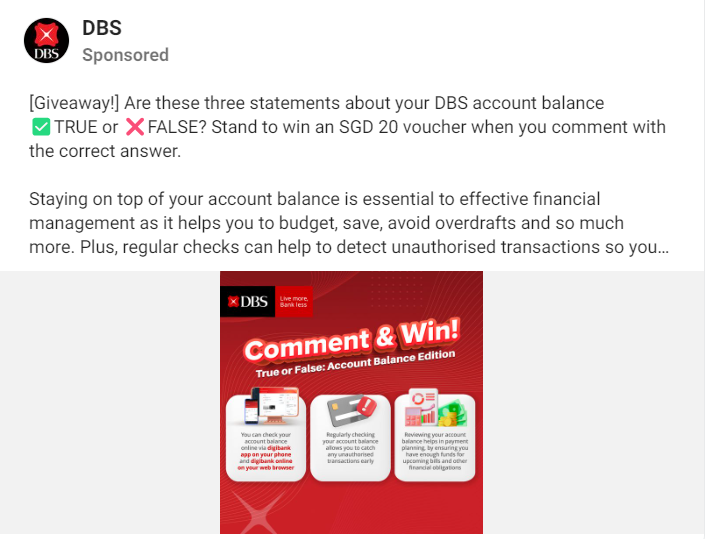 DBS
DBS
Sponsored
[Giveaway!] Are these three statements about your DBS account balance
✅ TRUE or ❌ FALSE? Stand to win an SGD 20 voucher when you comment with
the correct answer.
Staying on top of your account balance is essential to effective financial
management as it helps you to budget, save, avoid overdrafts and so much
more. Plus, regular checks can help to detect unauthorised transactions so you...
DBS
Live more,
Bank less
Comment & Win!
True or False: Account Balance Edition
You can check your
account balance
online via digibank
app on your phone
and digibank online
on your web browser
Regularly checking
your account balance
allows you to catch
any unauthorised
transactions early
Reviewing your account
balance helps in payment
planning, by ensuring you
have enough funds for
upcoming bills and other
financial obligations